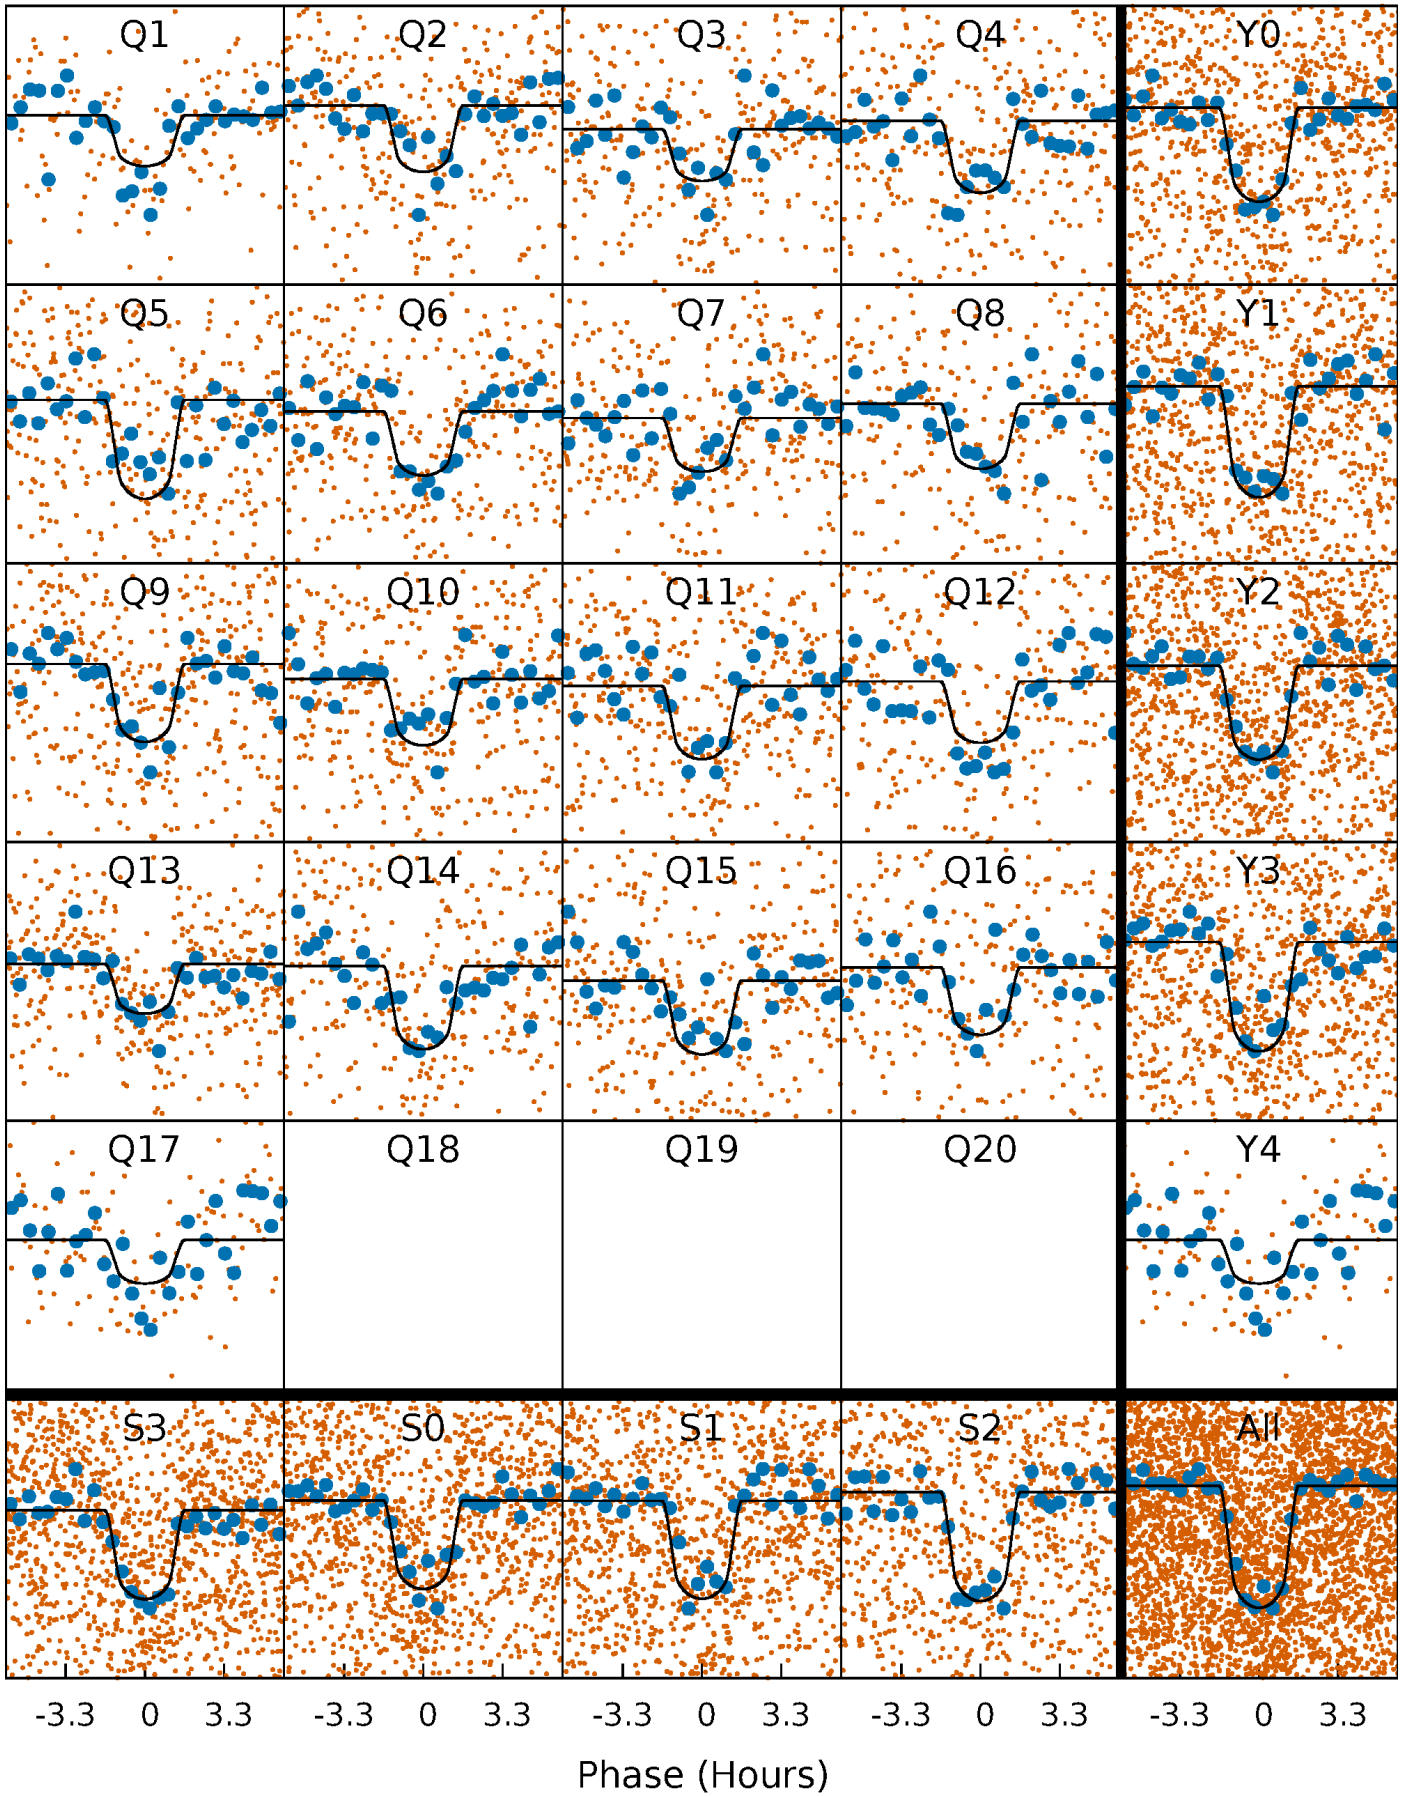 Q1 Q2 Q3 Q4 Y0
Q5 Q6 Q7 Q8 Y1
Q9 Q10 Q11 Q12 Y2
Q13 Q14 Q15 Q16 Y3
Q17 Q18 Q19 Q20 Y4
S3 S0 S1 S2 All
-3.3 0 3.3 -3.3 0 3.3 -3.3 0 3.3 -3.3 0 3.3 -3.3 0 3.3
Phase (Hours)